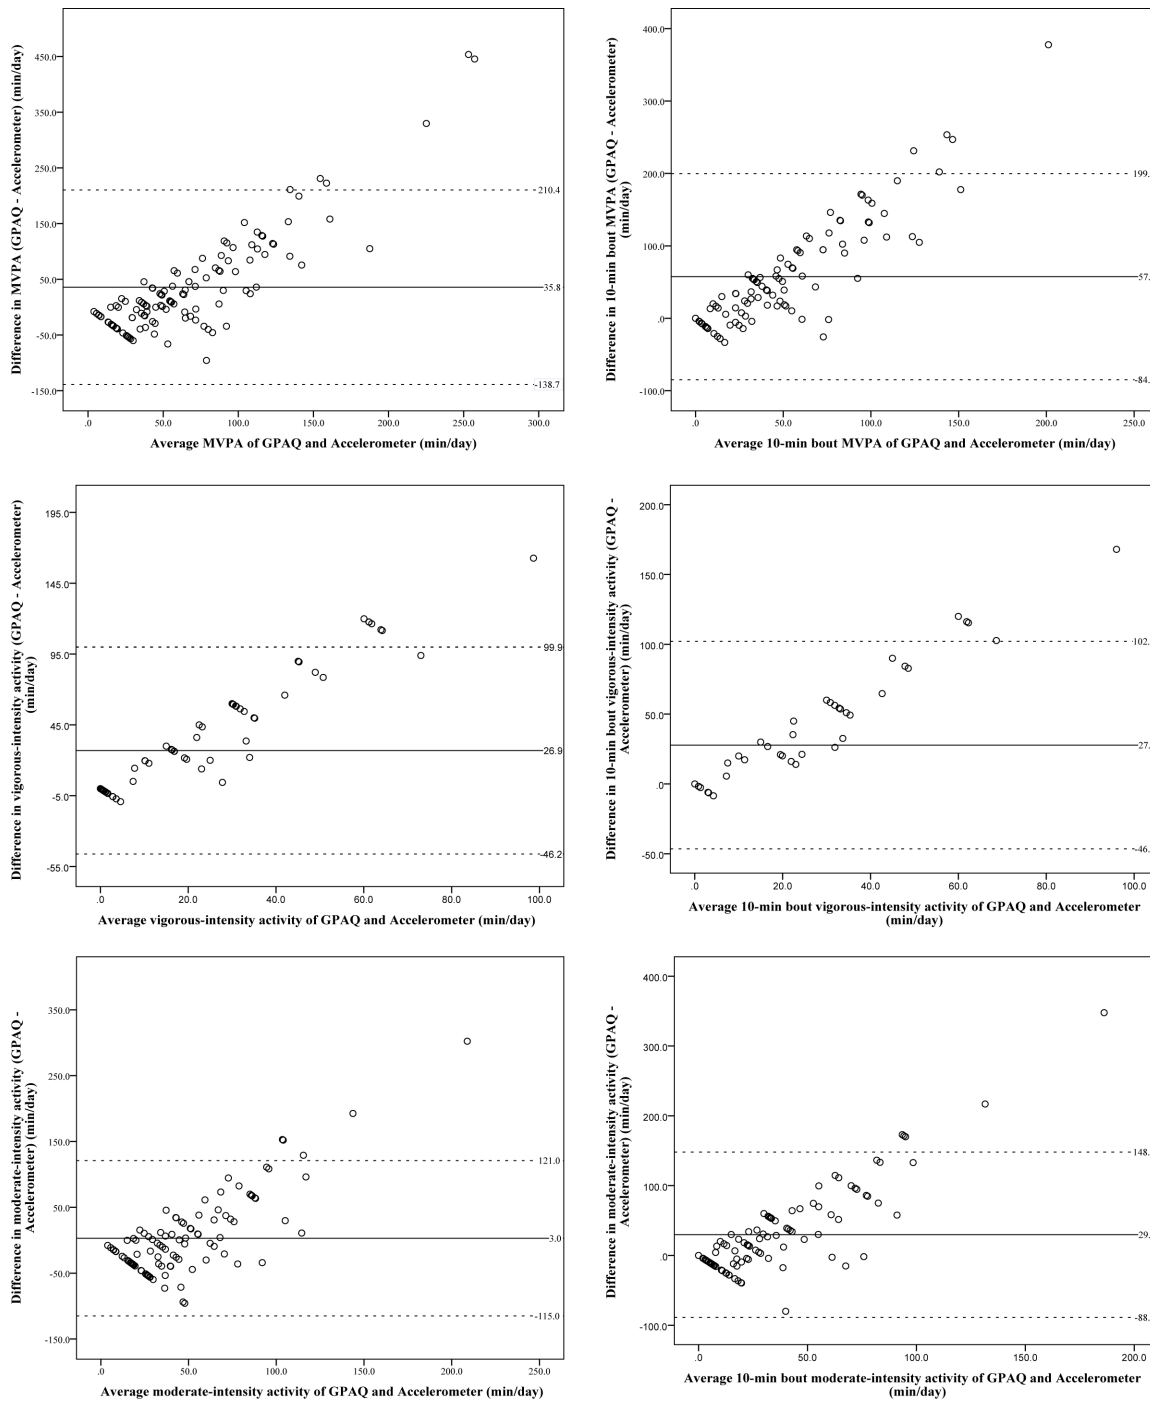 Difference in MVPA (GPAQ - Accelerometer) (min/day)
450.0
350.0
250.0
150.0
50.0
-50.0
-150.0
210.4
35.8
-138.7
.0 50.0 100.0 150.0 200.0 250.0 300.0
Average MVPA of GPAQ and Accelerometer (min/day)
Difference in 10-min bout MVPA (GPAQ - Accelerometer)
(min/day)
400.0
300.0
200.0
100.0
.0
-100.0
199.
57.
-84.
.0 50.0 100.0 150.0 200.0 250.0
Average 10-min bout MVPA of GPAQ and Accelerometer (min/day)
Difference in vigorous-intensity activity (GPAQ - Accelerometer)
(min/day)
195.0
145.0
95.0
45.0
-5.0
-55.0
99.9
26.9
-46.2
.0 20.0 40.0 60.0 80.0 100.0
Average vigorous-intensity activity of GPAQ and Accelerometer (min/day)
Difference in 10-min bout vigorous-intensity activity (GPAQ -
Accelerometer) (min/day)
200.0
150.0
100.0
50.0
.0
-50.0
102.
27.
-46.
.0 20.0 40.0 60.0 80.0 100.0
Average 10-min bout vigorous-intensity activity of GPAQ and Accelerometer
(min/day)
Difference in moderate-intensity activity (GPAQ -
Accelerometer) (min/day)
350.0
250.0
150.0
50.0
-50.0
-150.0
121.0
3.0
-115.0
.0 50.0 100.0 150.0 200.0 250.0
Average moderate-intensity activity of GPAQ and Accelerometer (min/day)
Difference in moderate-intensity activity (GPAQ -
Accelerometer) (min/day)
400.0
300.0
200.0
100.0
.0
-100.0
148.
29.
-88.
.0 50.0 100.0 150.0 200.0
Average 10-min bout moderate-intensity activity of GPAQ and Accelerometer
(min/day)